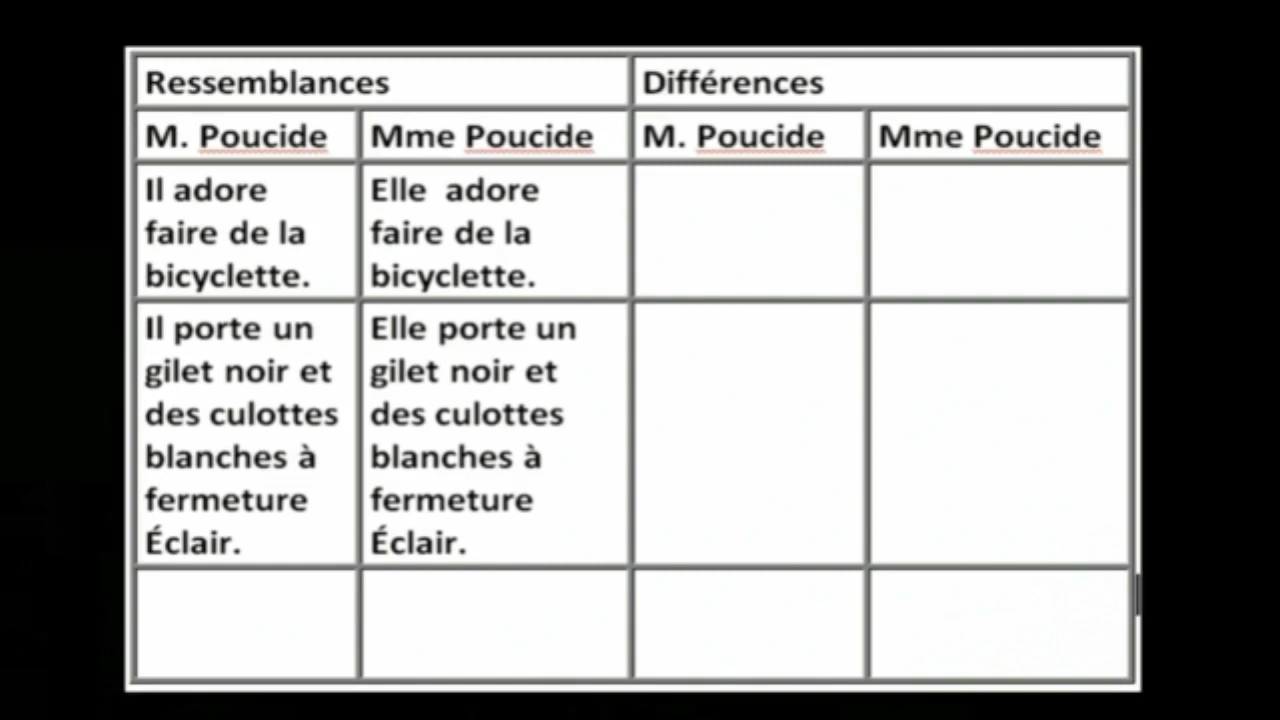 Ressemblances
Différences
M. Poucide
Mme Poucide
M. Poucide
Mme Poucide
Il adore
faire de la
bicyclette.
Elle adore
faire de la
bicyclette.
Il porte un
gilet noir et
des culottes
blanches à
fermeture
Éclair.
Elle porte un
gilet noir et
des culottes
blanches à
fermeture
Éclair.